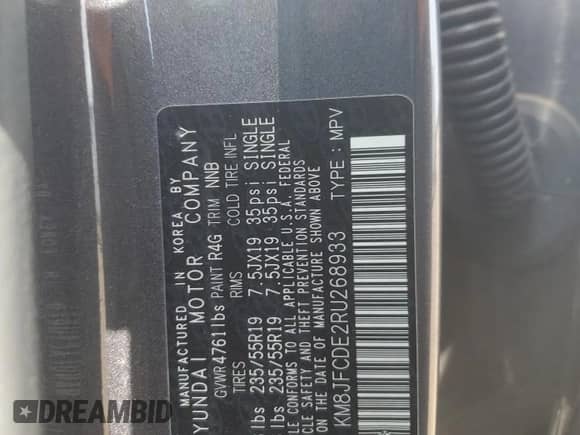 MANUFACTURED IN KOREA BY
YUNDAI MOTOR COMPANY
GVWR 4761lbs PAINT R4G TRIM NNB
TIRES RIMS COLD TIRE INFL
lbs 235/55R19 7.5JX19 35psi SINGLE
lbs 235/55R19 7.5JX19 35psi SINGLE
LE CONFORMS TO ALL APPLICABLE U.S.A. FEDERAL
CLE SAFETY AND THEFT PREVENTION STANDARDS
THE DATE OF MANUFACTURE SHOWN ABOVE
KM8JFCDE2RU268933 TYPE : MPV
© DREAMBID